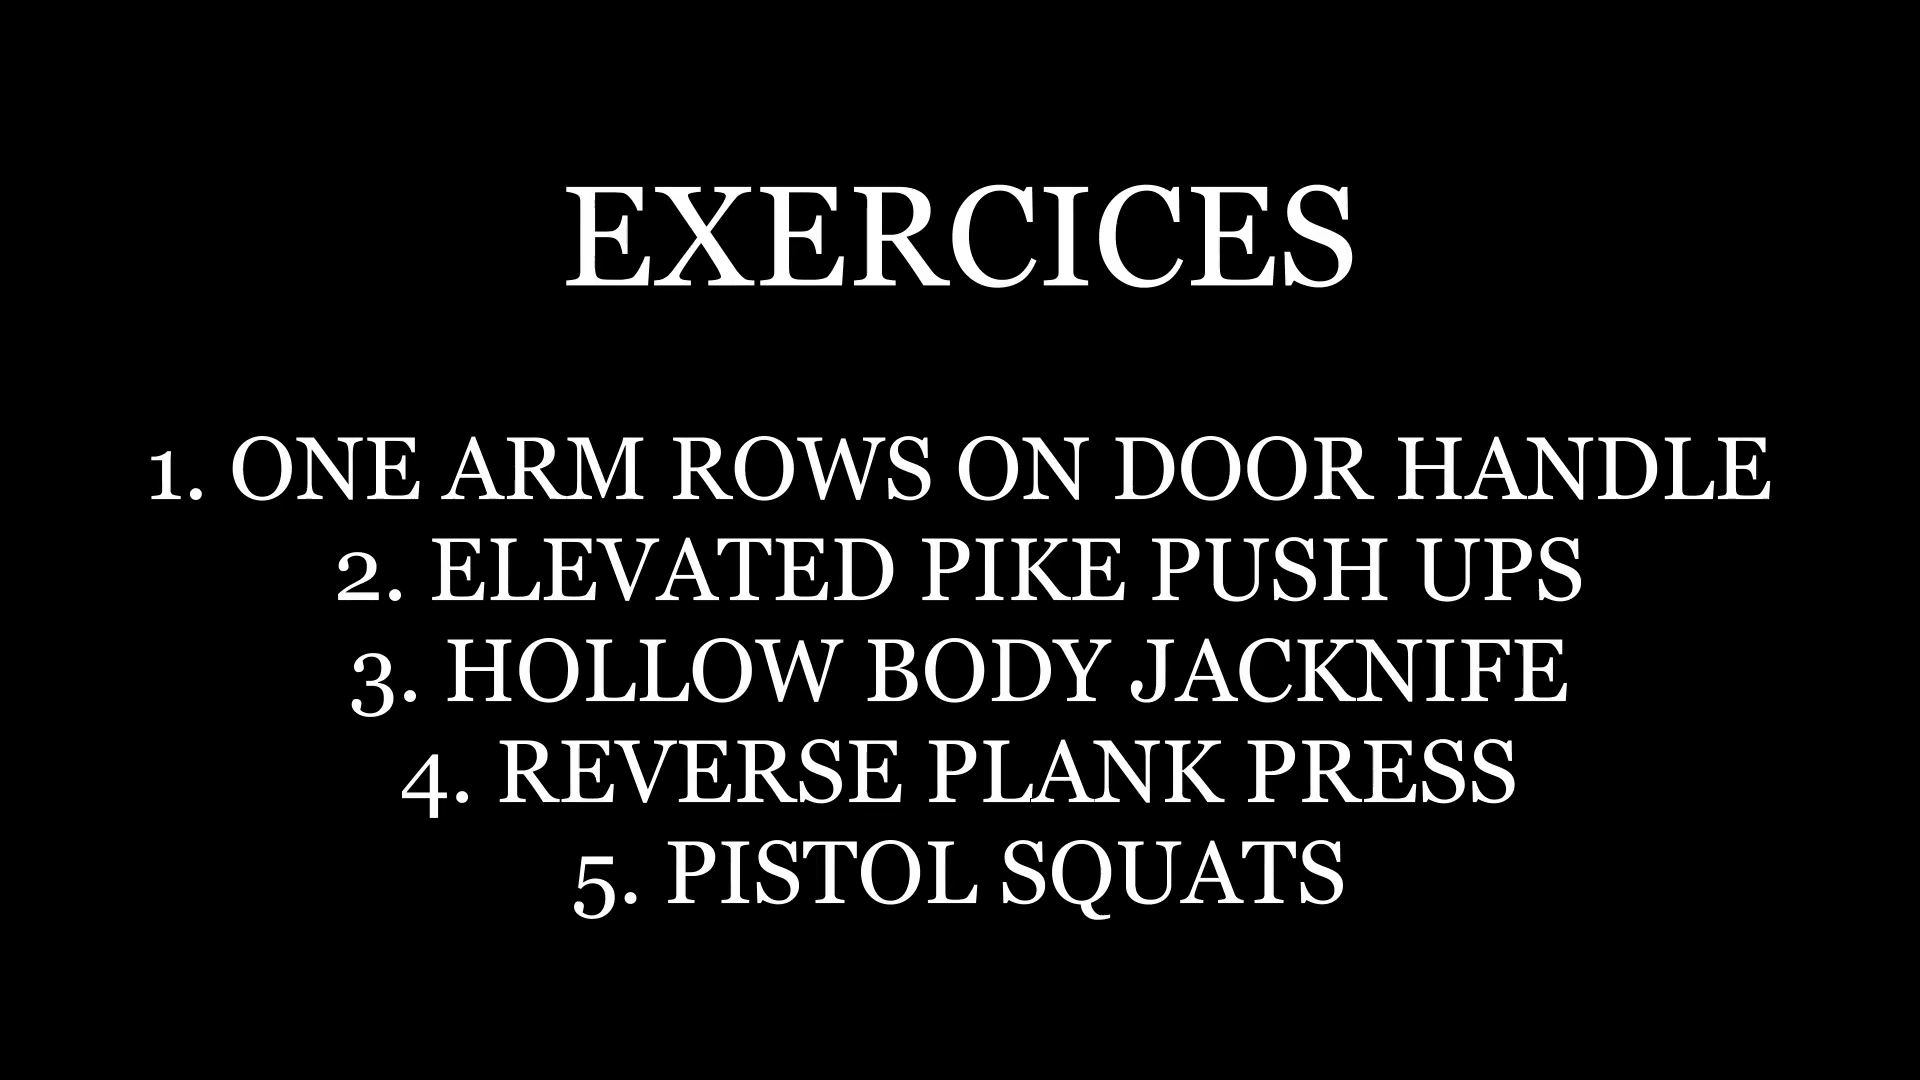 EXERCICES
1. ONE ARM ROWS ON DOOR HANDLE
2. ELEVATED PIKE PUSH UPS
3. HOLLOW BODY JACKNIFE
4. REVERSE PLANK PRESS
5. PISTOL SQUATS